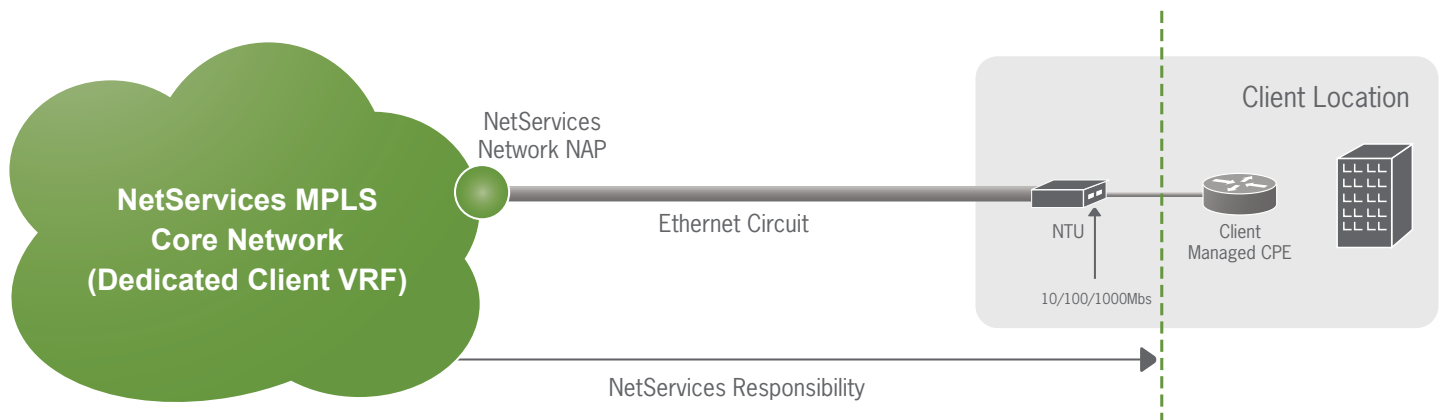 NetServices MPLS
Core Network
(Dedicated Client VRF)
NetServices
Network NAP
Ethernet Circuit
Client Location
NTU
10/100/1000Mbs
Client
Managed CPE
NetServices Responsibility